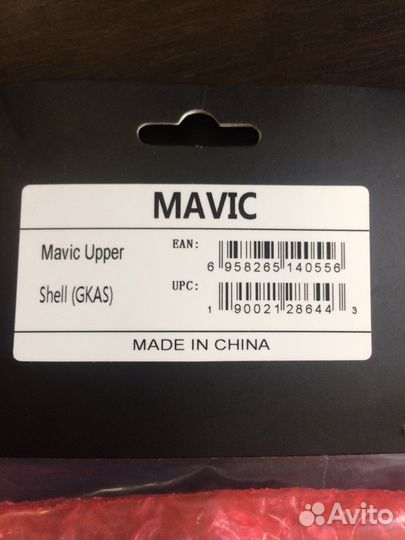 MAVIC
Mavic Upper
Shell (GKAS)
EAN:
6 958265 140556
UPC:
1 90021 28644 3
MADE IN CHINA
Avito